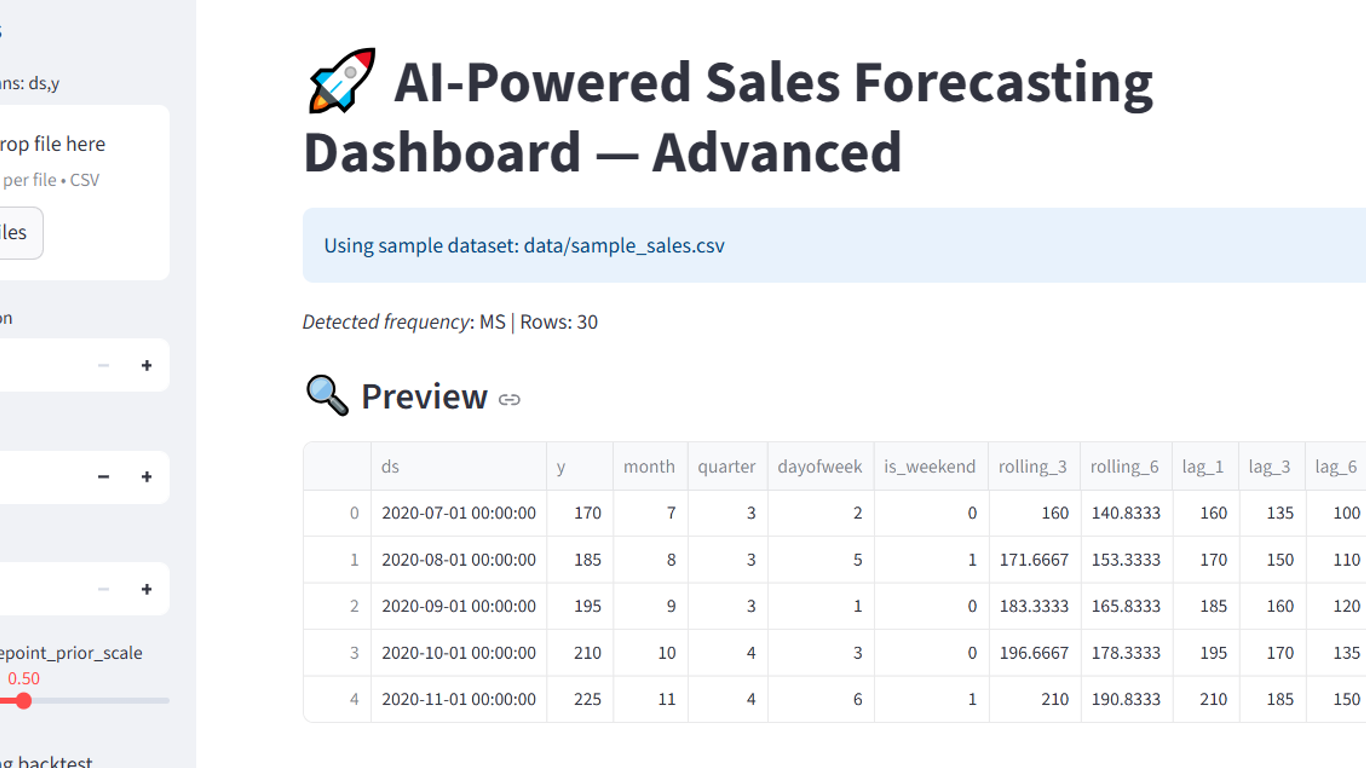 s
ns: ds,y
rop file here
per file • CSV
iles
on
epoint_prior_scale
0.50
ng backtest
🚀 AI-Powered Sales Forecasting
Dashboard — Advanced
Using sample dataset: data/sample_sales.csv
Detected frequency: MS | Rows: 30
🔍 Preview
ds y month quarter dayofweek is_weekend rolling_3 rolling_6 lag_1 lag_3 lag_6
0 2020-07-01 00:00:00 170 7 3 2 0 160 140.8333 160 135 100
1 2020-08-01 00:00:00 185 8 3 5 1 171.6667 153.3333 170 150 110
2 2020-09-01 00:00:00 195 9 3 1 0 183.3333 165.8333 185 160 120
3 2020-10-01 00:00:00 210 10 4 3 0 196.6667 178.3333 195 170 135
4 2020-11-01 00:00:00 225 11 4 6 1 210 190.8333 210 185 150